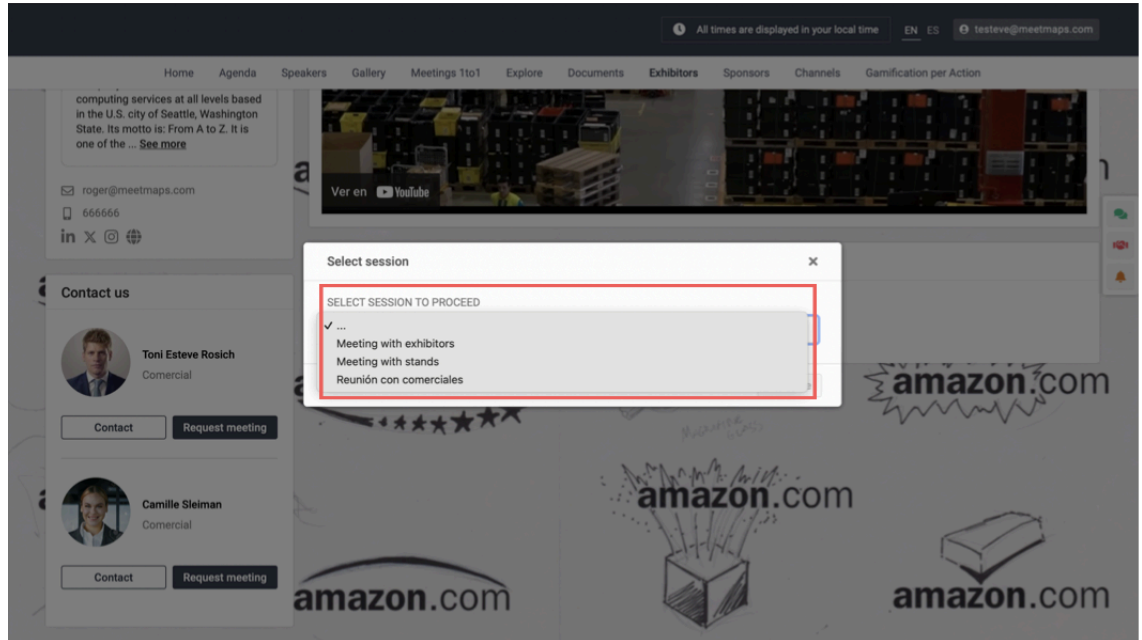 All times are displayed in your local time
EN ES
testeve@meetmaps.com
Home Agenda Speakers Gallery Meetings 1to1 Explore Documents Exhibitors Sponsors Channels Gamification per Action
computing services at all levels based
in the U.S. city of Seattle, Washington
State. Its motto is: From A to Z. It is
one of the ... See more
roger@meetmaps.com
666666
Ver en YouTube
Select session
SELECT SESSION TO PROCEED
...
Meeting with exhibitors
Meeting with stands
Reunión con comerciales
Contact us
Toni Esteve Rosich
Comercial
Contact Request meeting
Camille Sleiman
Comercial
Contact Request meeting
amazon.com
amazon.com
amazon.com
amazon.com